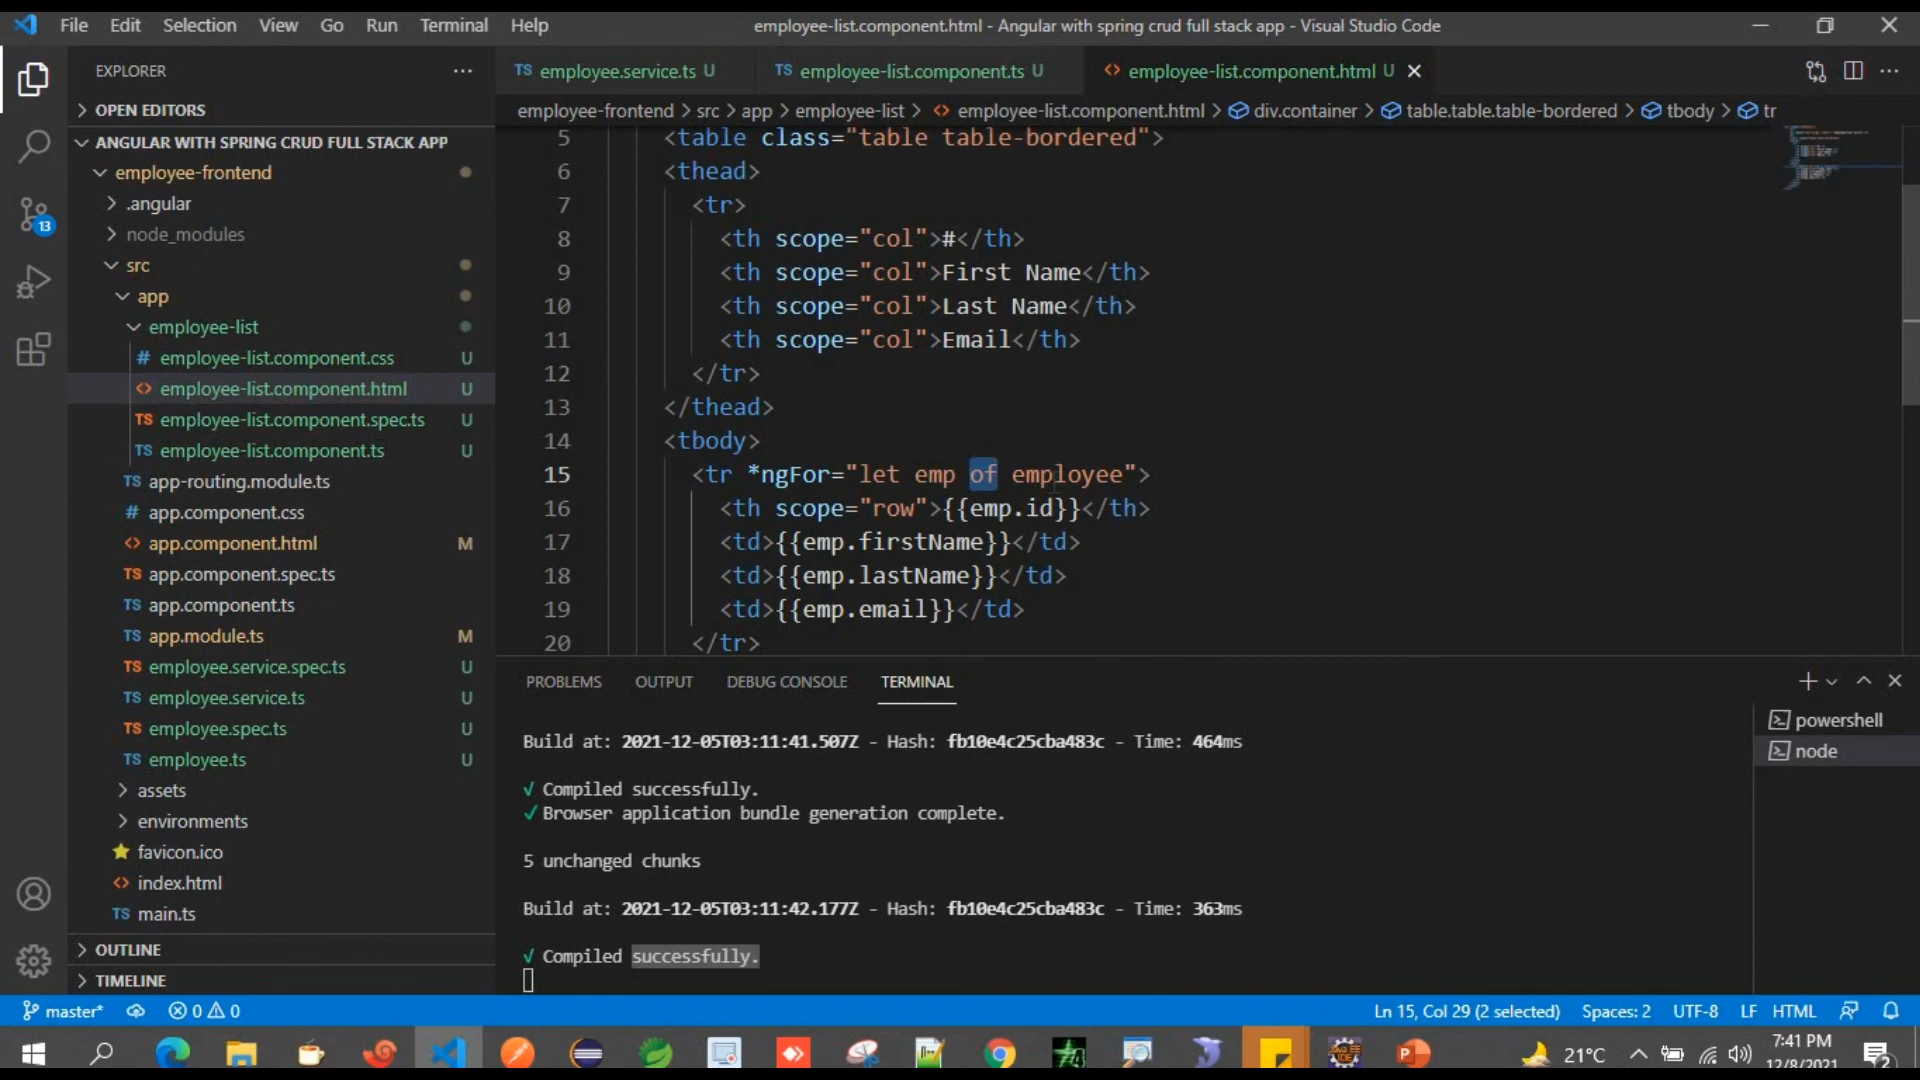 File Edit Selection View Go Run Terminal Help
employee-list.component.html - Angular with spring crud full stack app - Visual Studio Code
EXPLORER
OPEN EDITORS
ANGULAR WITH SPRING CRUD FULL STACK APP
employee-frontend
.angular
node_modules
src
app
employee-list
# employee-list.component.css U
<> employee-list.component.html U
TS employee-list.component.spec.ts U
TS employee-list.component.ts U
TS app-routing.module.ts
# app.component.css
<> app.component.html M
TS app.component.spec.ts
TS app.component.ts
TS app.module.ts M
TS employee.service.spec.ts U
TS employee.service.ts U
TS employee.spec.ts U
TS employee.ts U
assets
environments
favicon.ico
<> index.html
TS main.ts
OUTLINE
TIMELINE
13
TS employee.service.ts U
TS employee-list.component.ts U
<> employee-list.component.html U
employee-frontend > src > app > employee-list > <> employee-list.component.html > div.container > table.table.table-bordered > tbody > tr
5 <table class="table table-bordered">
6 <thead>
7 <tr>
8 <th scope="col">#</th>
9 <th scope="col">First Name</th>
10 <th scope="col">Last Name</th>
11 <th scope="col">Email</th>
12 </tr>
13 </thead>
14 <tbody>
15 <tr *ngFor="let emp of employee">
16 <th scope="row">{{emp.id}}</th>
17 <td>{{emp.firstName}}</td>
18 <td>{{emp.lastName}}</td>
19 <td>{{emp.email}}</td>
20 </tr>
PROBLEMS OUTPUT DEBUG CONSOLE TERMINAL
Build at: 2021-12-05T03:11:41.507Z - Hash: fb10e4c25cba483c - Time: 464ms
√ Compiled successfully.
✓ Browser application bundle generation complete.
5 unchanged chunks
Build at: 2021-12-05T03:11:42.177Z - Hash: fb10e4c25cba483c - Time: 363ms
√ Compiled successfully.
powershell
node
master* 0 0 Ln 15, Col 29 (2 selected) Spaces: 2 UTF-8 LF HTML
21°C
7:41 PM
12/8/2021
2